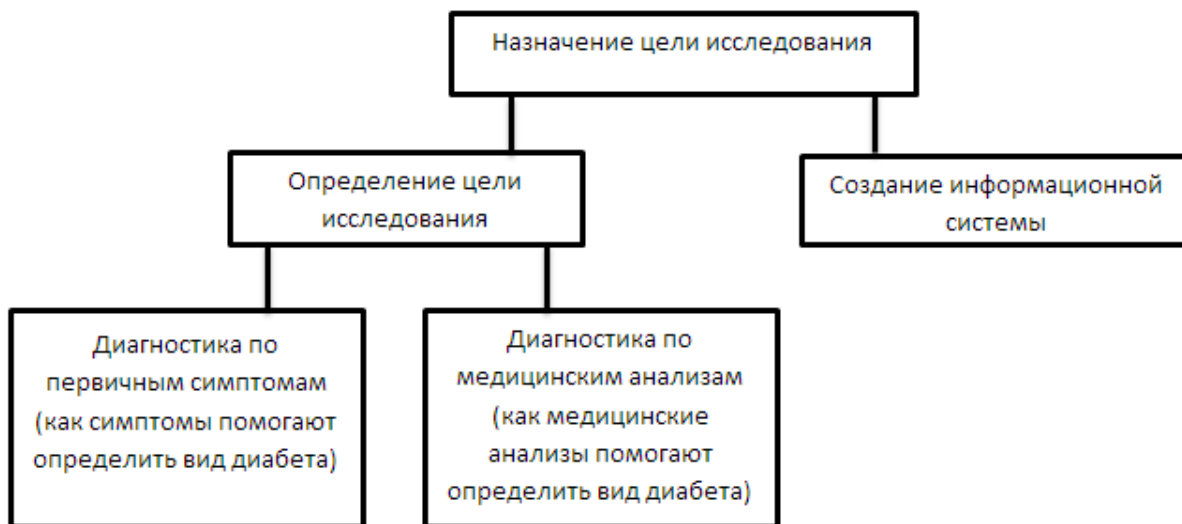 Назначение цели исследования
Определение цели
исследования
Создание информационной
системы
Диагностика по
первичным симптомам
(как симптомы помогают
определить вид диабета)
Диагностика по
медицинским анализам
(как медицинские
анализы помогают
определить вид диабета)